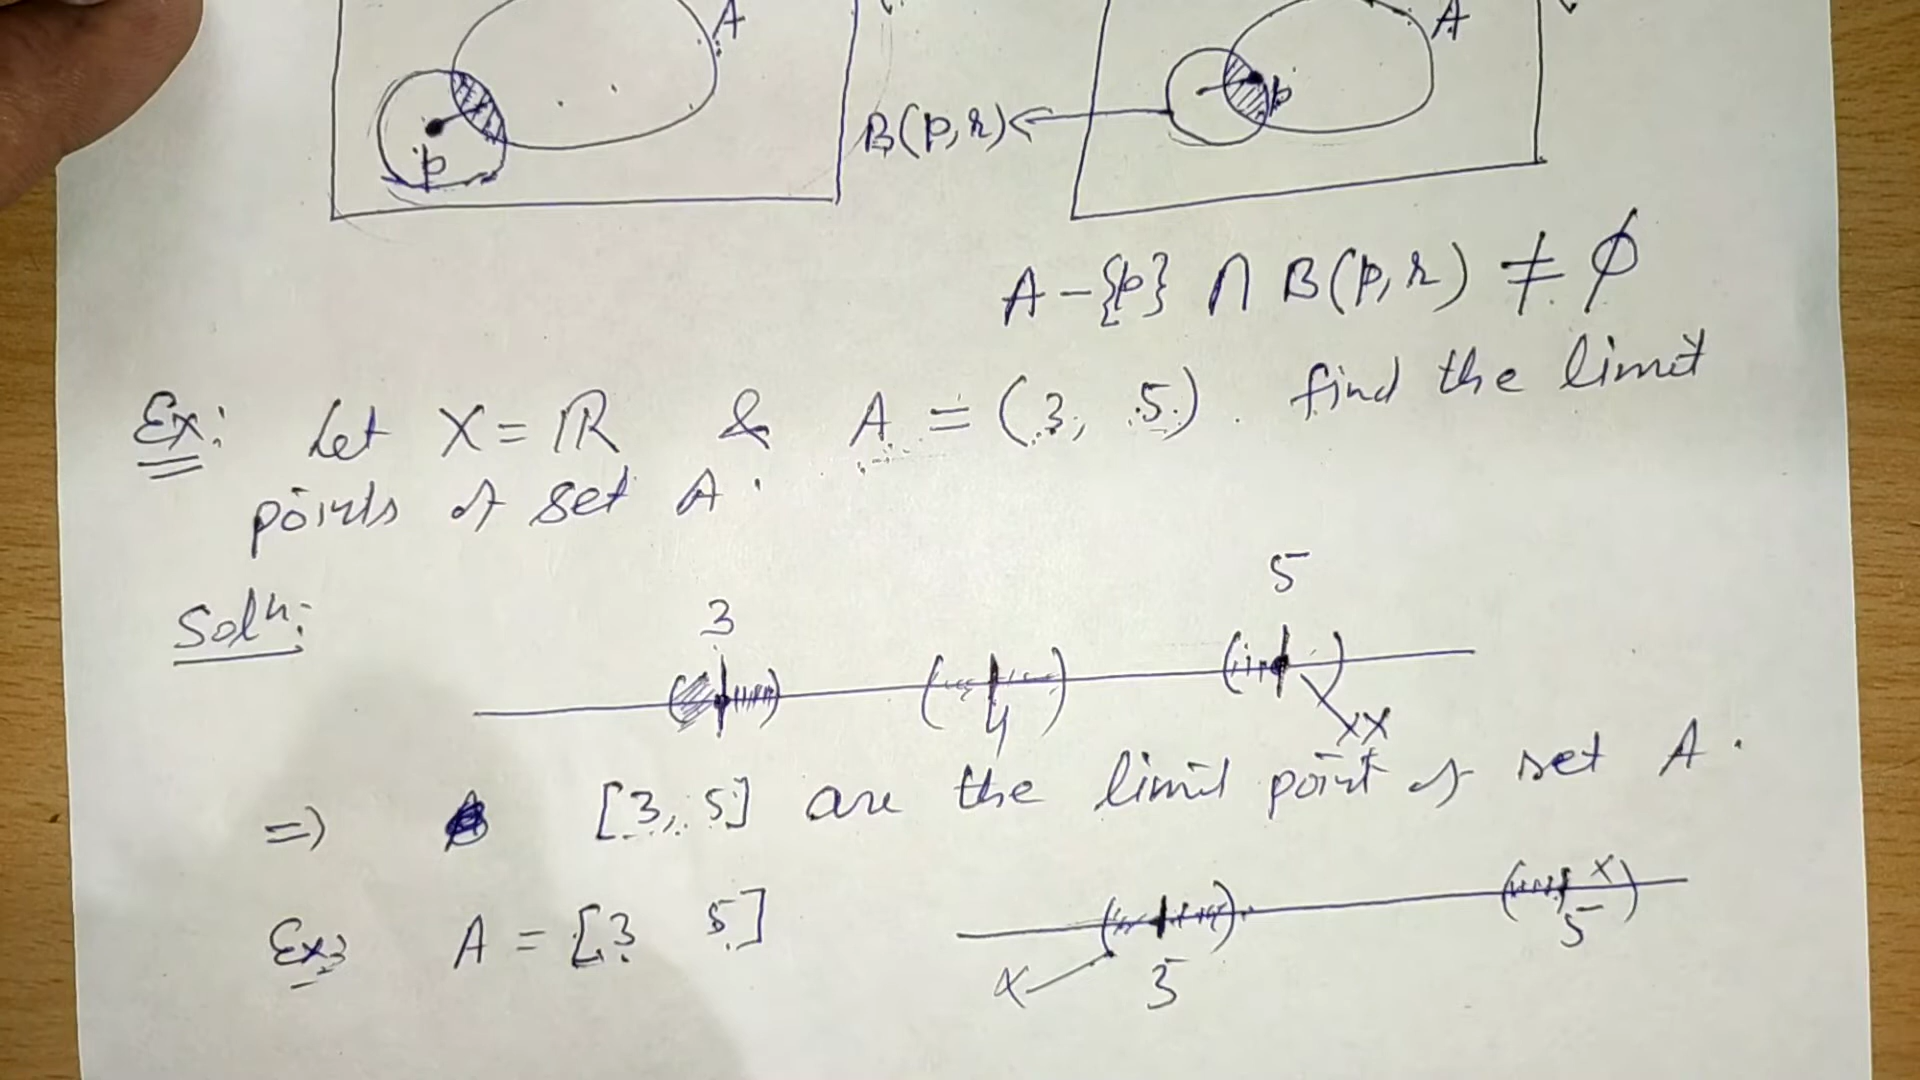 A A
p B(p,r) p
A-{p} ∩ B(p,r) ≠ ϕ
Ex: Let X = ℝ & A = (3, 5). find the limit
points of set A.
5
Solⁿ: 3
4 XX
=) [3, 5] are the limit point of set A.
x
Ex: A = [3 5] 5
x 3